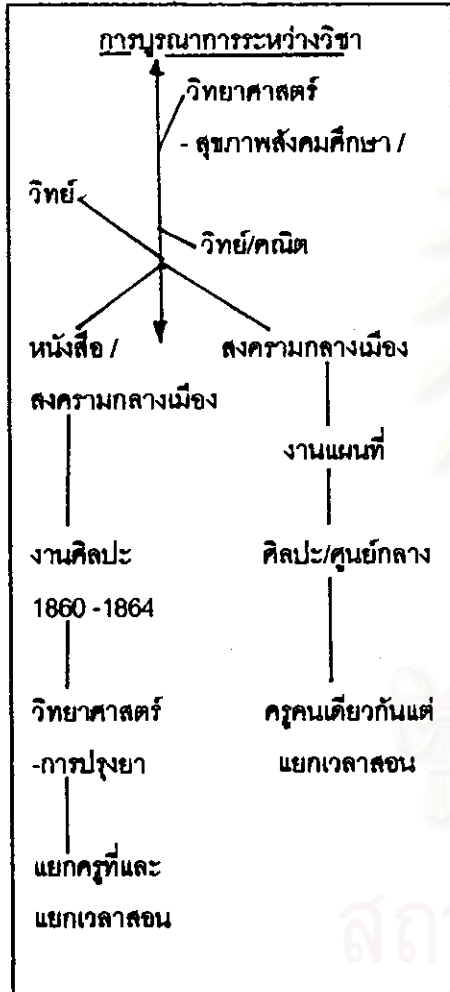 การบูรณาการระหว่างวิชา
วิทยาศาสตร์
- สุขภาพสังคมศึกษา /
วิทย์
วิทย์/คณิต
หนังสือ /
สงครามกลางเมือง
สงครามกลางเมือง
งานแผนที่
งานศิลปะ
1860 -1864
ศิลปะ/ศูนย์กลาง
วิทยาศาสตร์
-การปรุงยา
ครูคนเดียวกันแต่
แยกเวลาสอน
แยกครูที่และ
แยกเวลาสอน